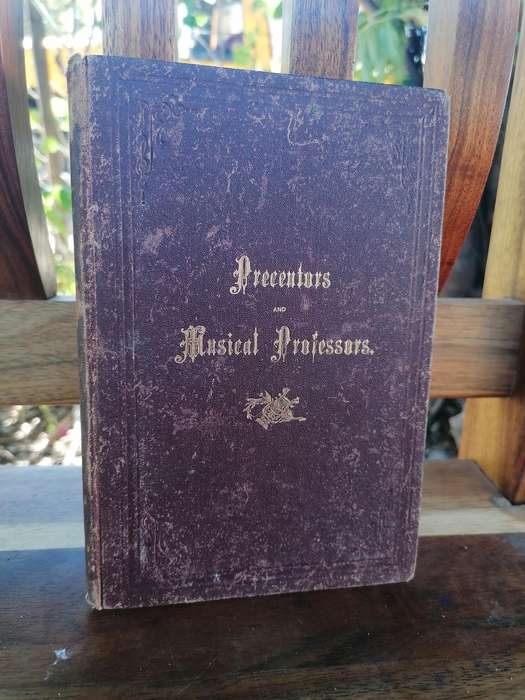 Precentors
AND
Musical Professors.